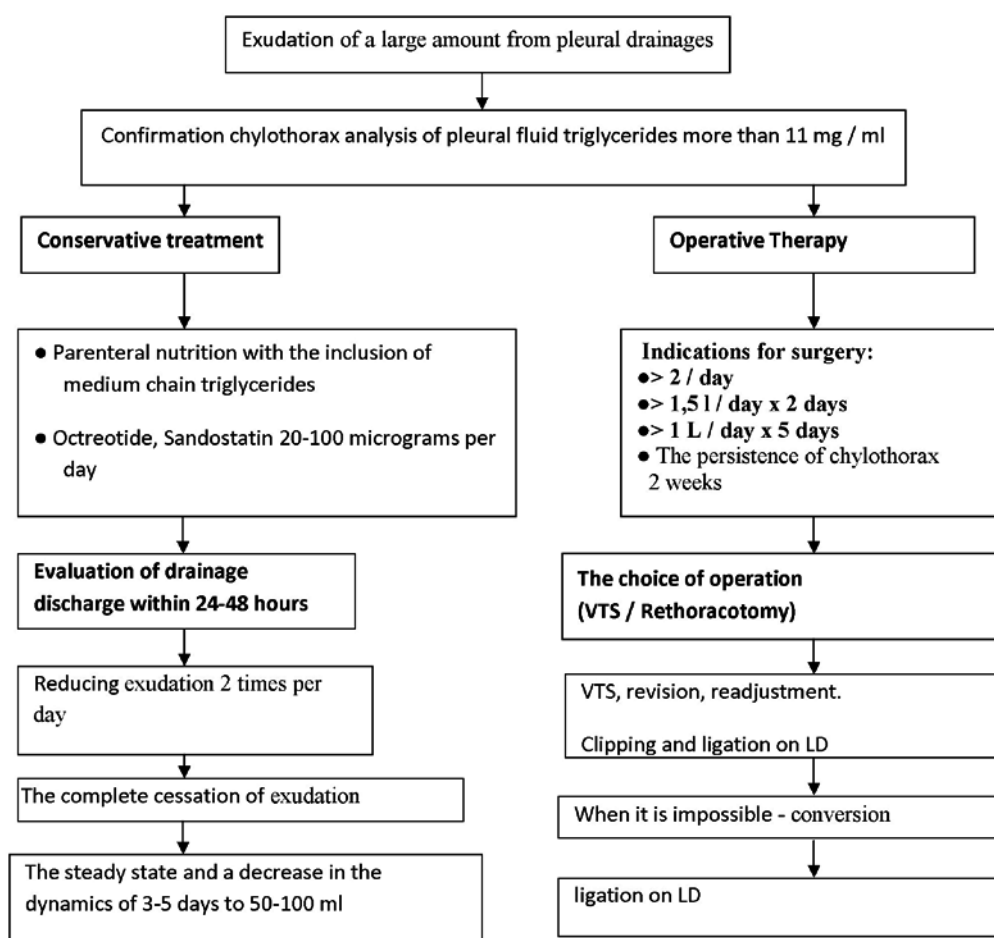 Exudation of a large amount from pleural drainages
Confirmation chylothorax analysis of pleural fluid triglycerides more than 11 mg / ml
Conservative treatment
● Parenteral nutrition with the inclusion of
medium chain triglycerides
● Octreotide, Sandostatin 20-100 micrograms per
day
Evaluation of drainage
discharge within 24-48 hours
Reducing exudation 2 times per
day
The complete cessation of exudation
The steady state and a decrease in the
dynamics of 3-5 days to 50-100 ml
Operative Therapy
Indications for surgery:
●> 2 / day
●> 1,5 l / day x 2 days
●> 1 L / day x 5 days
● The persistence of chylothorax
2 weeks
The choice of operation
(VTS / Rethoracotomy)
VTS, revision, readjustment.
Clipping and ligation on LD
When it is impossible - conversion
ligation on LD